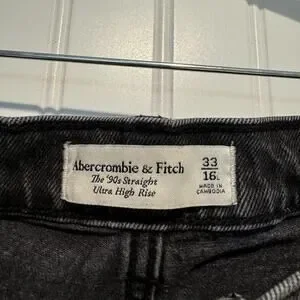 Abercrombie & Fitch
The '90s Straight
Ultra High Rise
33
16L
MADE IN
CAMBODIA